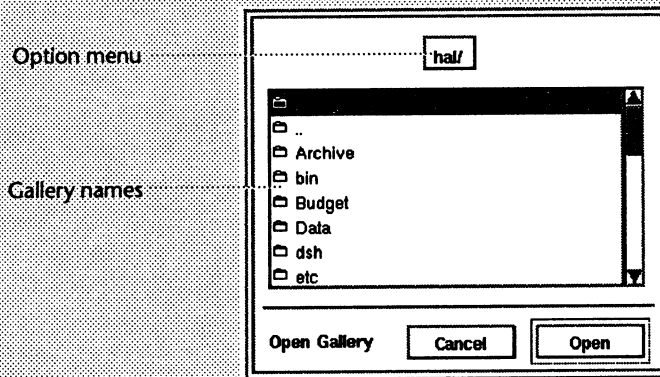 Option menu
hal/
..
Archive
bin
Gallery names
Budget
Data
dsh
etc
Open Gallery Cancel Open